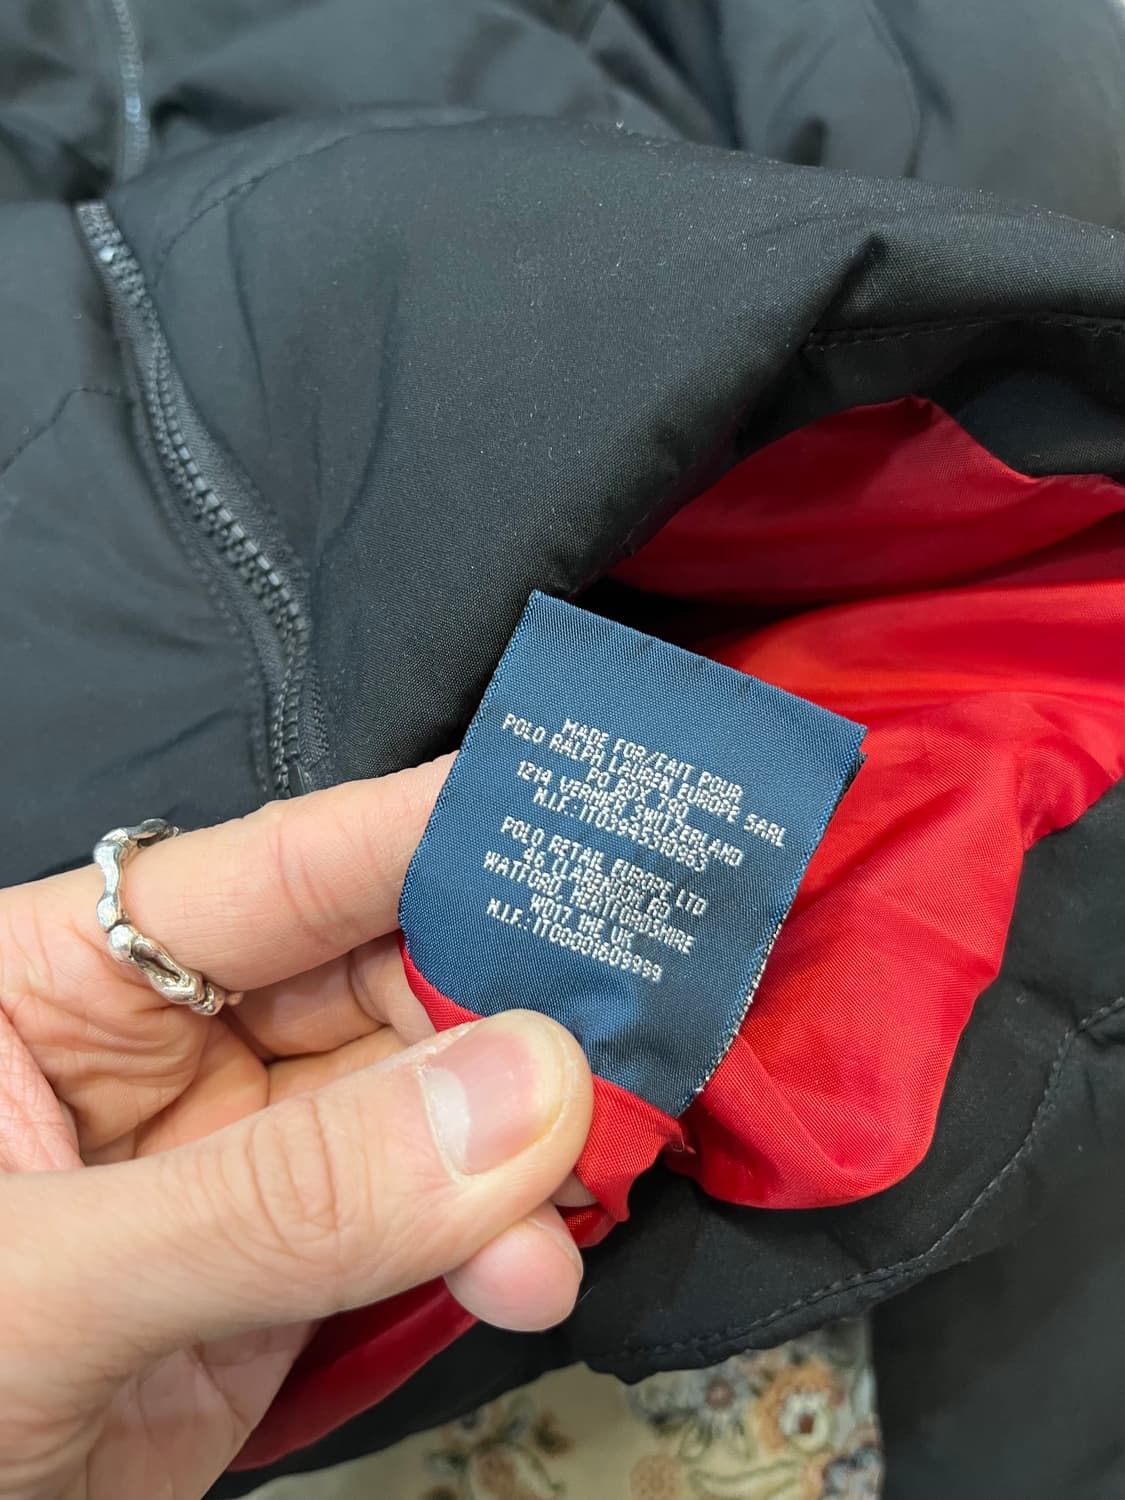 MADE FOR/FAIT POUR
POLO RALPH LAUREN EUROPE SARL
PO BOX
1214 VERNIER SWITZERLAND
N.I.F.:
POLO RETAIL EUROPE LTD
WATFORD HERTFORDSHIRE
UK
N.I.F.: